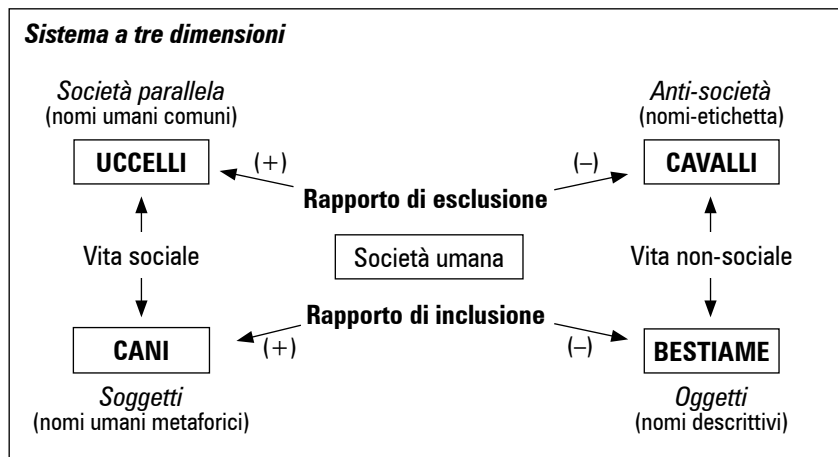 Sistema a tre dimensioni
Società parallela
(nomi umani comuni)
UCCELLI
Anti-società
(nomi-etichetta)
CAVALLI
(+)
(–)
Rapporto di esclusione
Vita sociale
Società umana
Vita non-sociale
Rapporto di inclusione
(+)
(–)
CANI
Soggetti
(nomi umani metaforici)
BESTIAME
Oggetti
(nomi descrittivi)